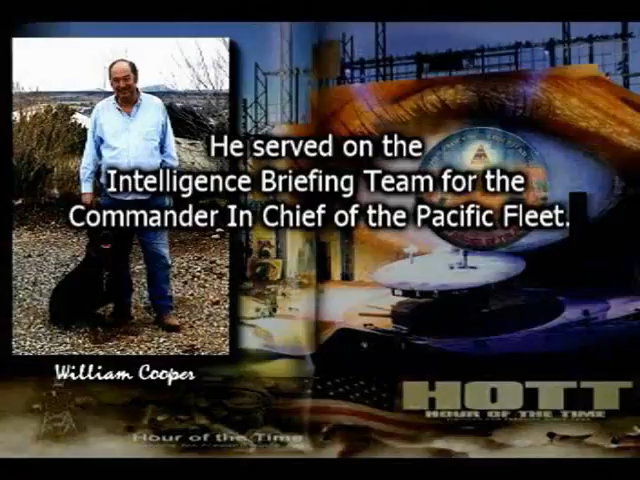 He served on the
Intelligence Briefing Team for the
Commander In Chief of the Pacific Fleet.
William Cooper
HOTT
HOUR OF THE TIME
Hour of the Time